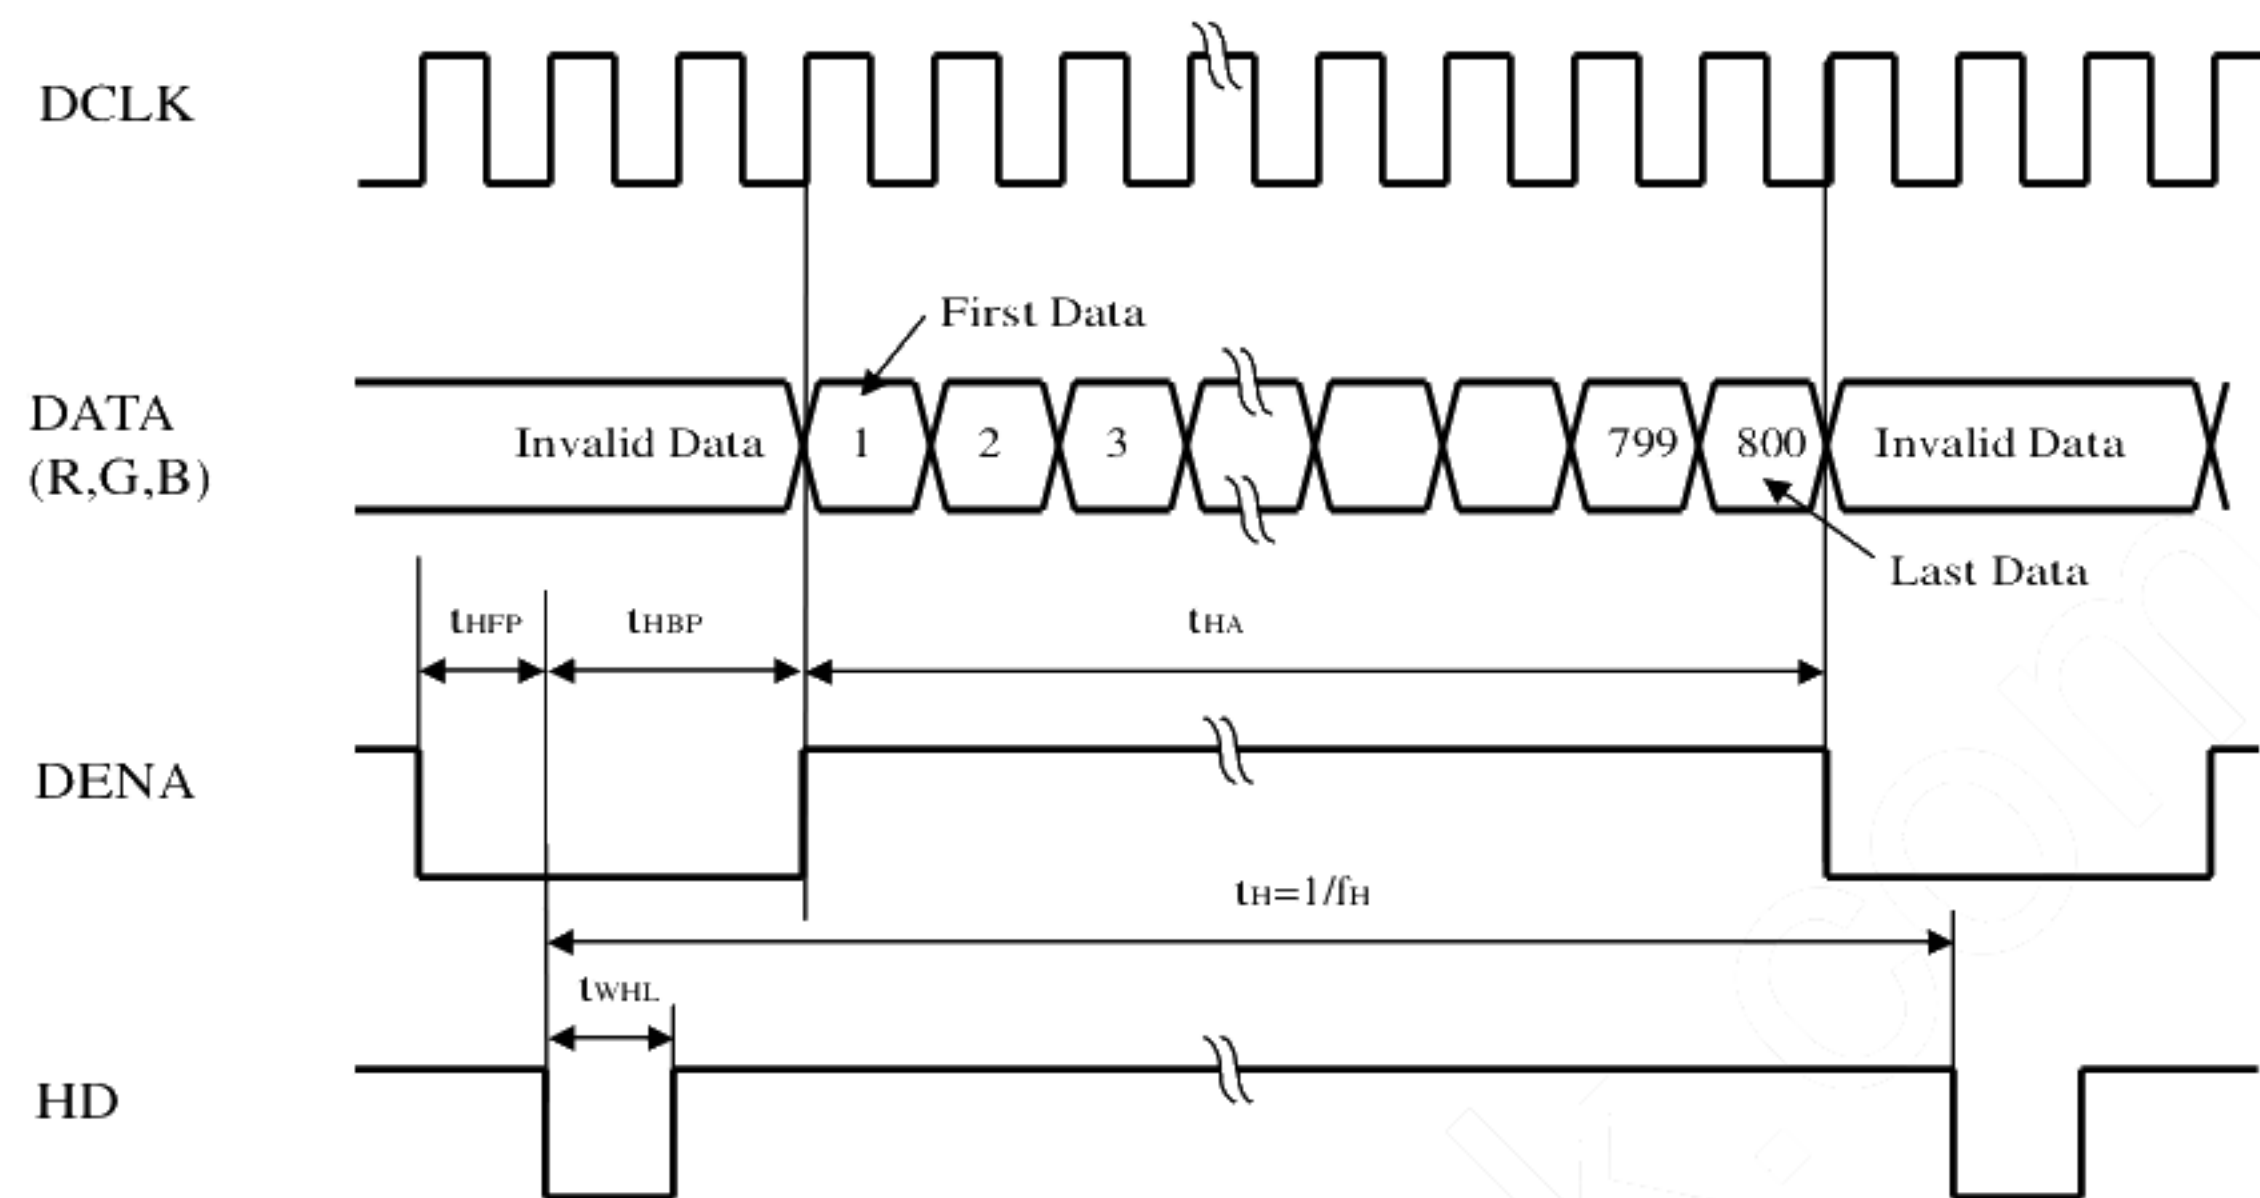 DCLK
First Data
DATA
(R,G,B)
Invalid Data
1
2
3
799
800
Invalid Data
Last Data
tHFP
tHBP
tHA
DENA
tH=1/fH
tWHL
HD